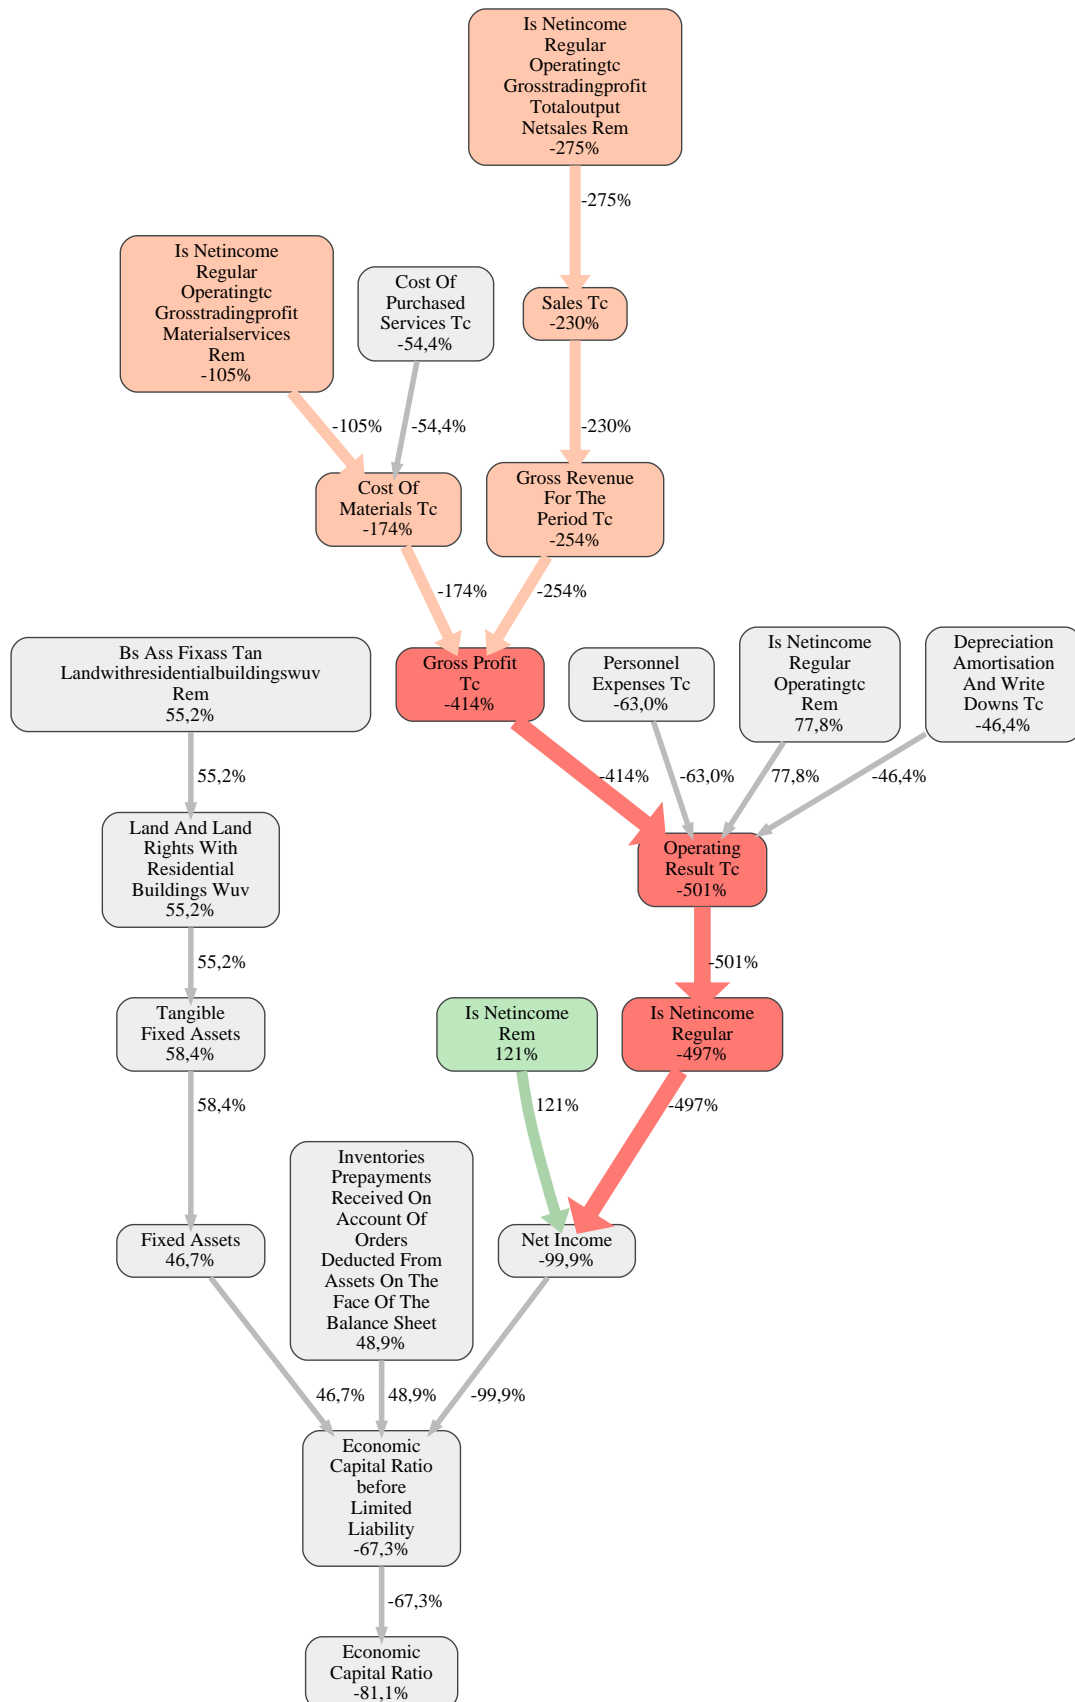 Is Netincome
Regular
Operatingtc
Grosstradingprofit
Totaloutput
Netsales Rem
-275%
-275%
Is Netincome
Regular
Operatingtc
Grosstradingprofit
Materialservices
Rem
-105%
Cost Of
Purchased
Services Tc
-54,4%
Sales Tc
-230%
-105%
-54,4%
-230%
Cost Of
Materials Tc
-174%
Gross Revenue
For The
Period Tc
-254%
-174%
-254%
Bs Ass Fixass Tan
Landwithresidentialbuildingswuv
Rem
55,2%
Gross Profit
Tc
-414%
Personnel
Expenses Tc
-63,0%
Is Netincome
Regular
Operatingtc
Rem
77,8%
Depreciation
Amortisation
And Write
Downs Tc
-46,4%
55,2%
-414%
-63,0%
77,8%
-46,4%
Land And Land
Rights With
Residential
Buildings Wuv
55,2%
Operating
Result Tc
-501%
55,2%
-501%
Tangible
Fixed Assets
58,4%
Is Netincome
Rem
121%
Is Netincome
Regular
-497%
58,4%
121%
-497%
Inventories
Prepayments
Received On
Account Of
Orders
Deducted From
Assets On The
Face Of The
Balance Sheet
48,9%
Fixed Assets
46,7%
Net Income
-99,9%
46,7%
48,9%
-99,9%
Economic
Capital Ratio
before
Limited
Liability
-67,3%
-67,3%
Economic
Capital Ratio
-81,1%